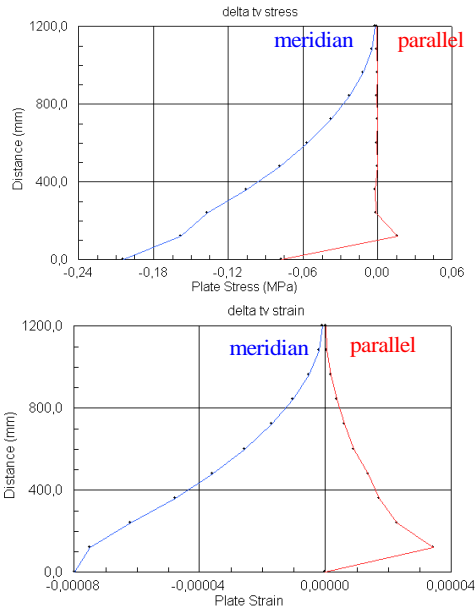 delta tv stress
1200,0
meridian
parallel
800,0
Distance (mm)
400,0
0,0
-0,24
-0,18
-0,12
-0,06
0,00
0,06
Plate Stress (MPa)
delta tv strain
1200,0
meridian
parallel
800,0
Distance (mm)
400,0
0,0
-0,00008
-0,00004
0,00000
0,00004
Plate Strain